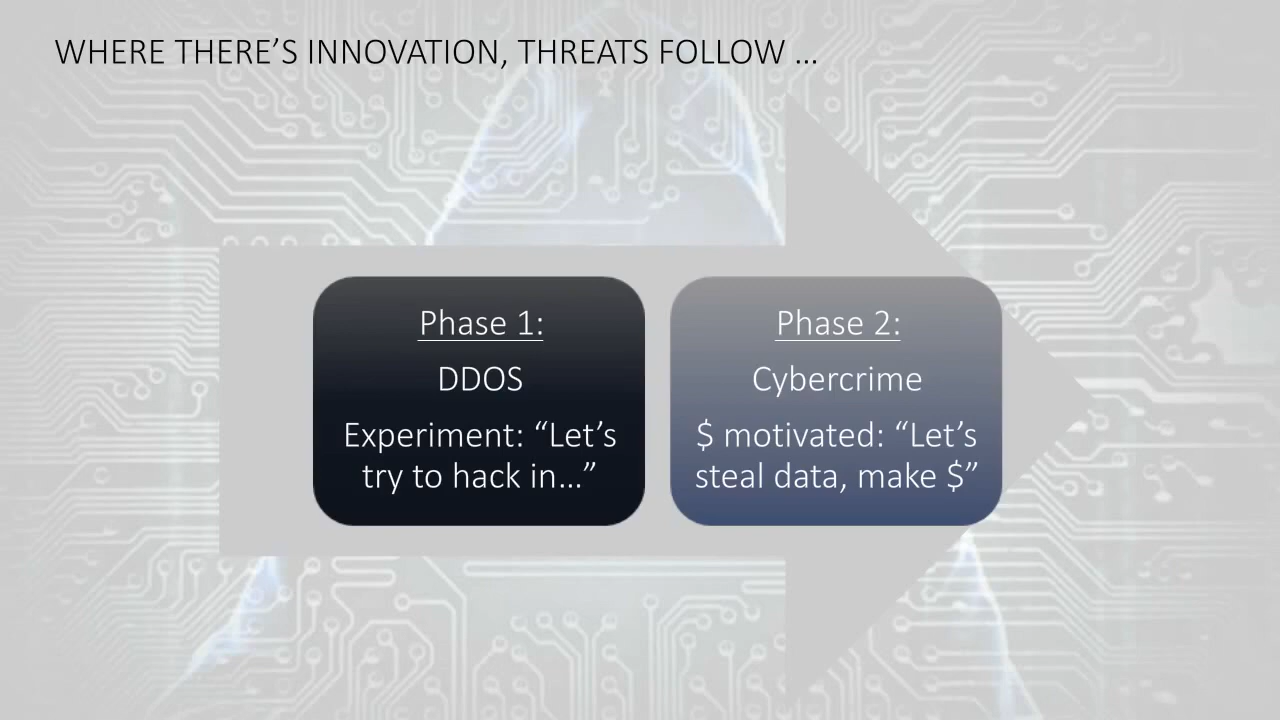 WHERE THERE’S INNOVATION, THREATS FOLLOW …
Phase 1:
DDOS
Experiment: “Let’s
try to hack in…”
Phase 2:
Cybercrime
$ motivated: “Let’s
steal data, make $”